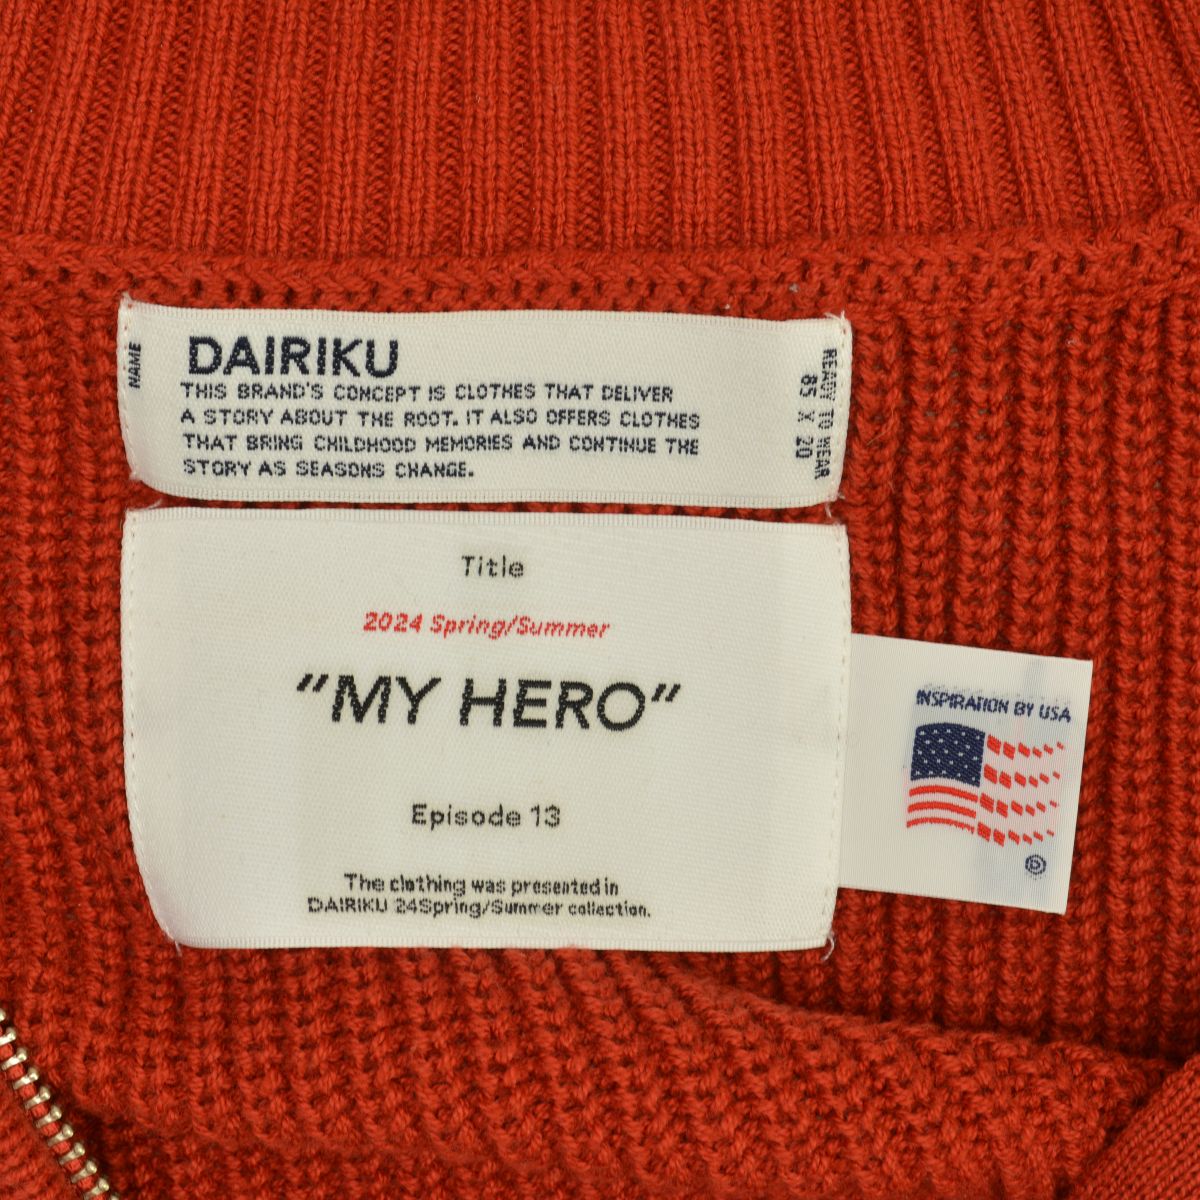 NAME
DAIRIKU
THIS BRAND'S CONCEPT IS CLOTHES THAT DELIVER
A STORY ABOUT THE ROOT. IT ALSO OFFERS CLOTHES
THAT BRING CHILDHOOD MEMORIES AND CONTINUE THE
STORY AS SEASONS CHANGE.
READY TO WEAR
85 X 20
Title
2024 Spring/Summer
"MY HERO"
Episode 13
The clothing was presented in
DAIRIKU 24Spring/Summer collection.
INSPIRATION BY USA